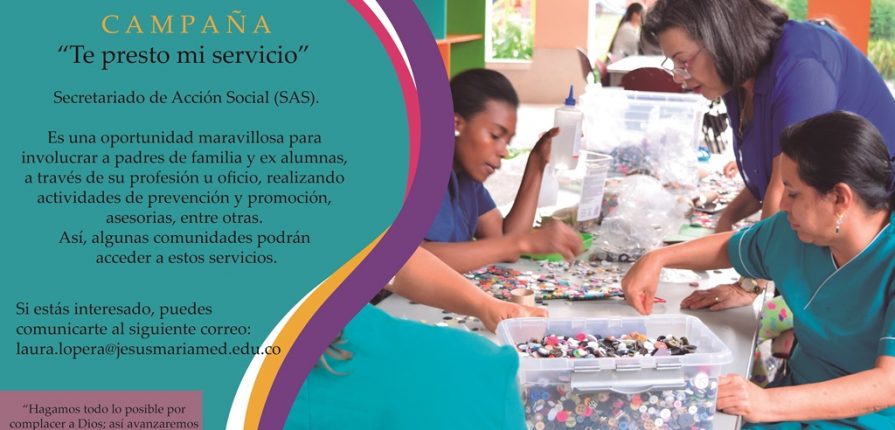 CAMPAÑA
“Te presto mi servicio”
Secretariado de Acción Social (SAS).
Es una oportunidad maravillosa para
involucrar a padres de familia y ex alumnas,
a través de su profesión u oficio, realizando
actividades de prevención y promoción,
asesorias, entre otras.
Así, algunas comunidades podrán
acceder a estos servicios.
Si estás interesado, puedes
comunicarte al siguiente correo:
laura.lopera@jesusmariamed.edu.co
“Hagamos todo lo posible por
complacer a Dios; así avanzaremos